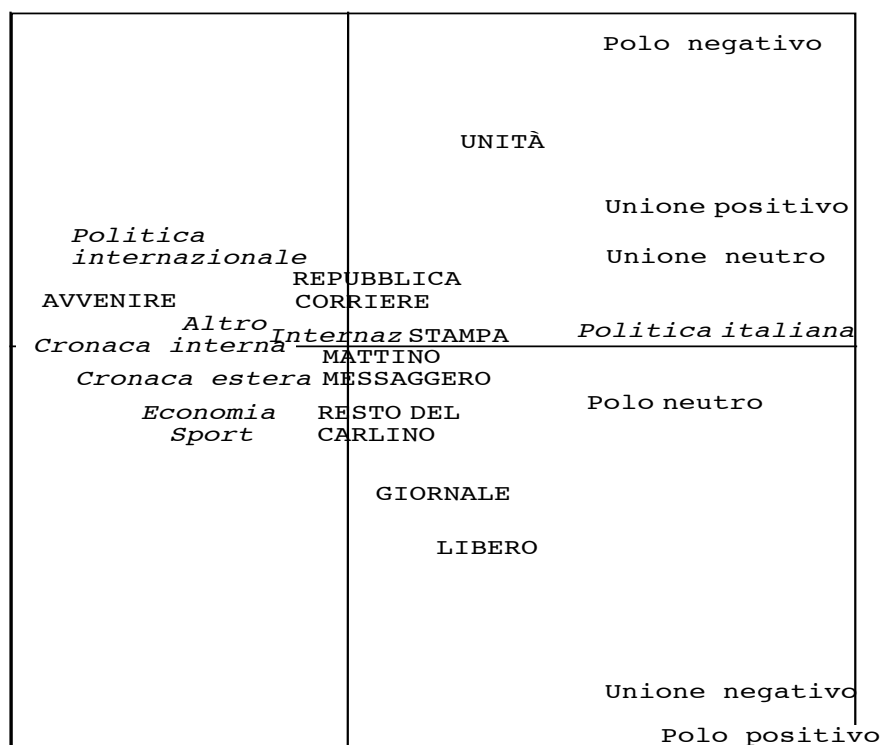 Polo negativo
UNITÀ
Unione positivo
Politica
internazionale
Unione neutro
REPUBBLICA
AVVENIRE
CORRIERE
Altro
Internaz
STAMPA
Politica italiana
Cronaca interna
MATTINO
Cronaca estera
MESSAGGERO
Polo neutro
Economia
RESTO DEL
Sport
CARLINO
GIORNALE
LIBERO
Unione negativo
Polo positivo